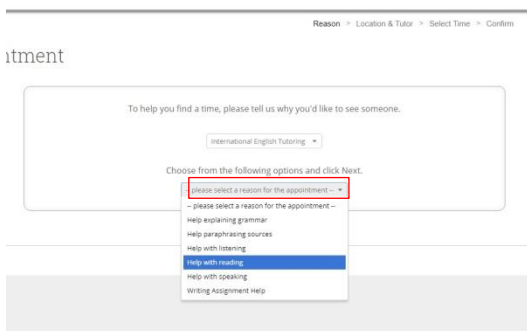 Reason > Location & Tutor > Select Time > Confirm
ntment
To help you find a time, please tell us why you'd like to see someone.
International English Tutoring
Choose from the following options and click Next.
-- please select a reason for the appointment --
-- please select a reason for the appointment --
Help explaining grammar
Help paraphrasing sources
Help with listening
Help with reading
Help with speaking
Writing Assignment Help